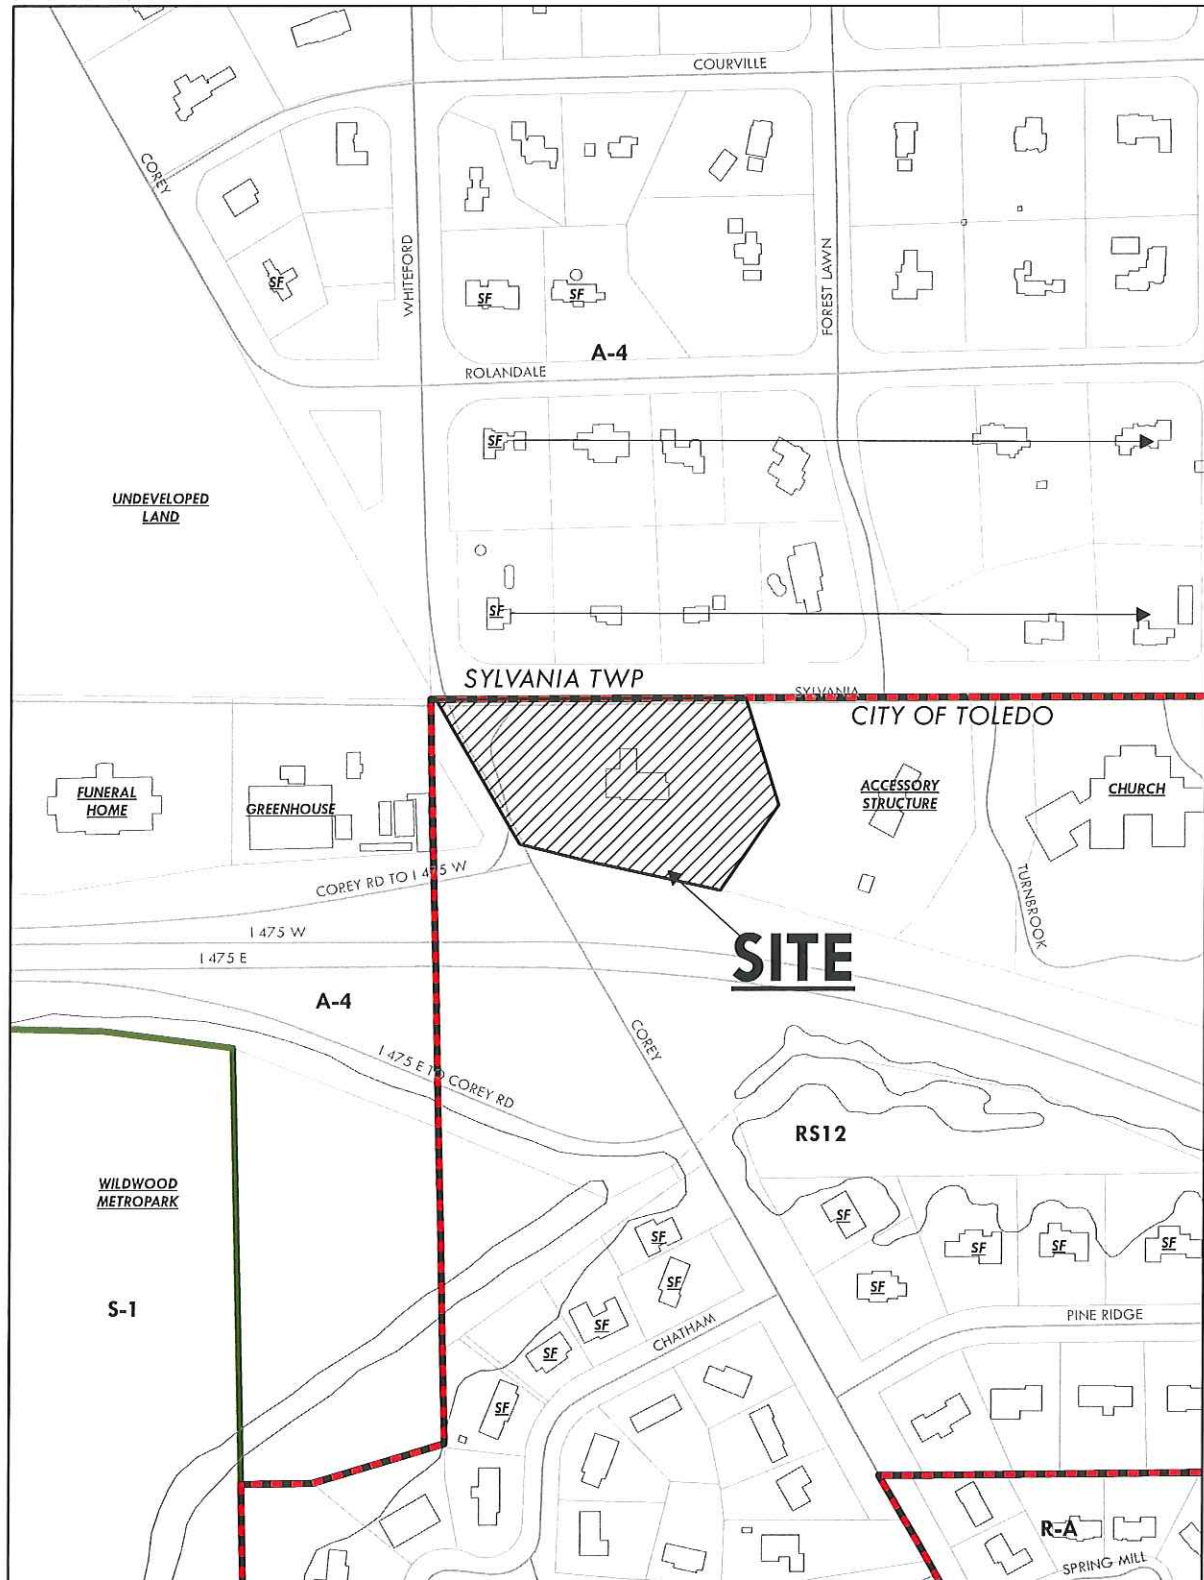 COURVILLE
COREY
WHITEFORD
FOREST LAWN
SF
SF
SF
A-4
ROLANDALE
SF
UNDEVELOPED
LAND
SF
SYLVANIA TWP
SYLVANIA
CITY OF TOLEDO
FUNERAL
HOME
GREENHOUSE
ACCESSORY
STRUCTURE
CHURCH
COREY RD TO I 475 W
TURNBROOK
I 475 W
SITE
I 475 E
A-4
COREY
I 475 E TO COREY RD
RS12
WILDWOOD
METROPARK
SF
SF
SF
SF
SF
SF
SF
S-1
SF
PINE RIDGE
CHATHAM
SF
SF
R-A
SPRING MILL